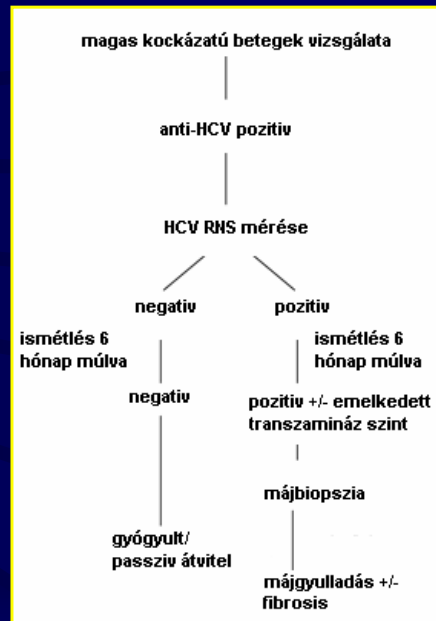 magas kockázatú betegek vizsgálata
anti-HCV pozitiv
HCV RNS mérése
negativ
pozitiv
ismétlés 6
hónap múlva
ismétlés 6
hónap múlva
negativ
pozitiv +/- emelkedett
transzamináz szint
májbiopszia
gyógyult/
passziv átvitel
májgyulladás +/-
fibrosis